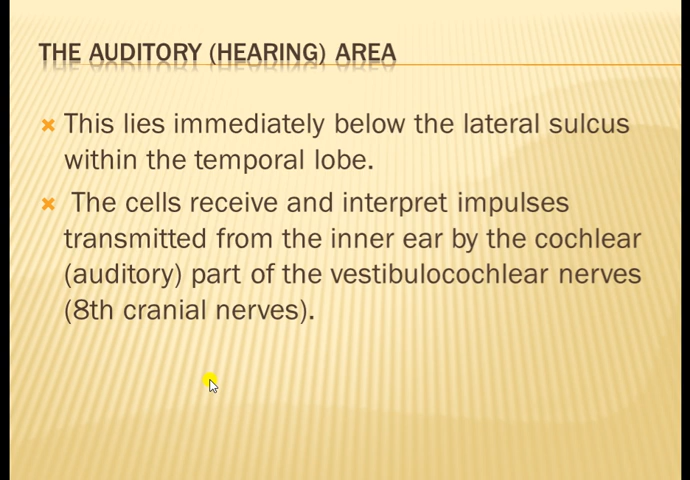 THE AUDITORY (HEARING) AREA
This lies immediately below the lateral sulcus
within the temporal lobe.
The cells receive and interpret impulses
transmitted from the inner ear by the cochlear
(auditory) part of the vestibulocochlear nerves
(8th cranial nerves).